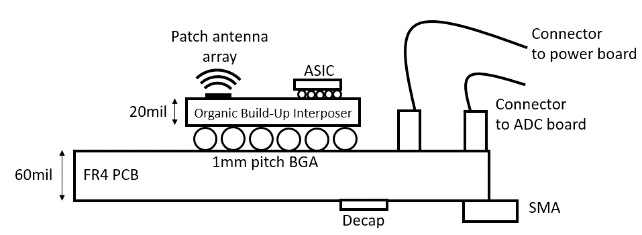 Patch antenna
array
ASIC
Connector
to power board
20mil
Organic Build-Up Interposer
Connector
to ADC board
1mm pitch BGA
60mil
FR4 PCB
Decap
SMA